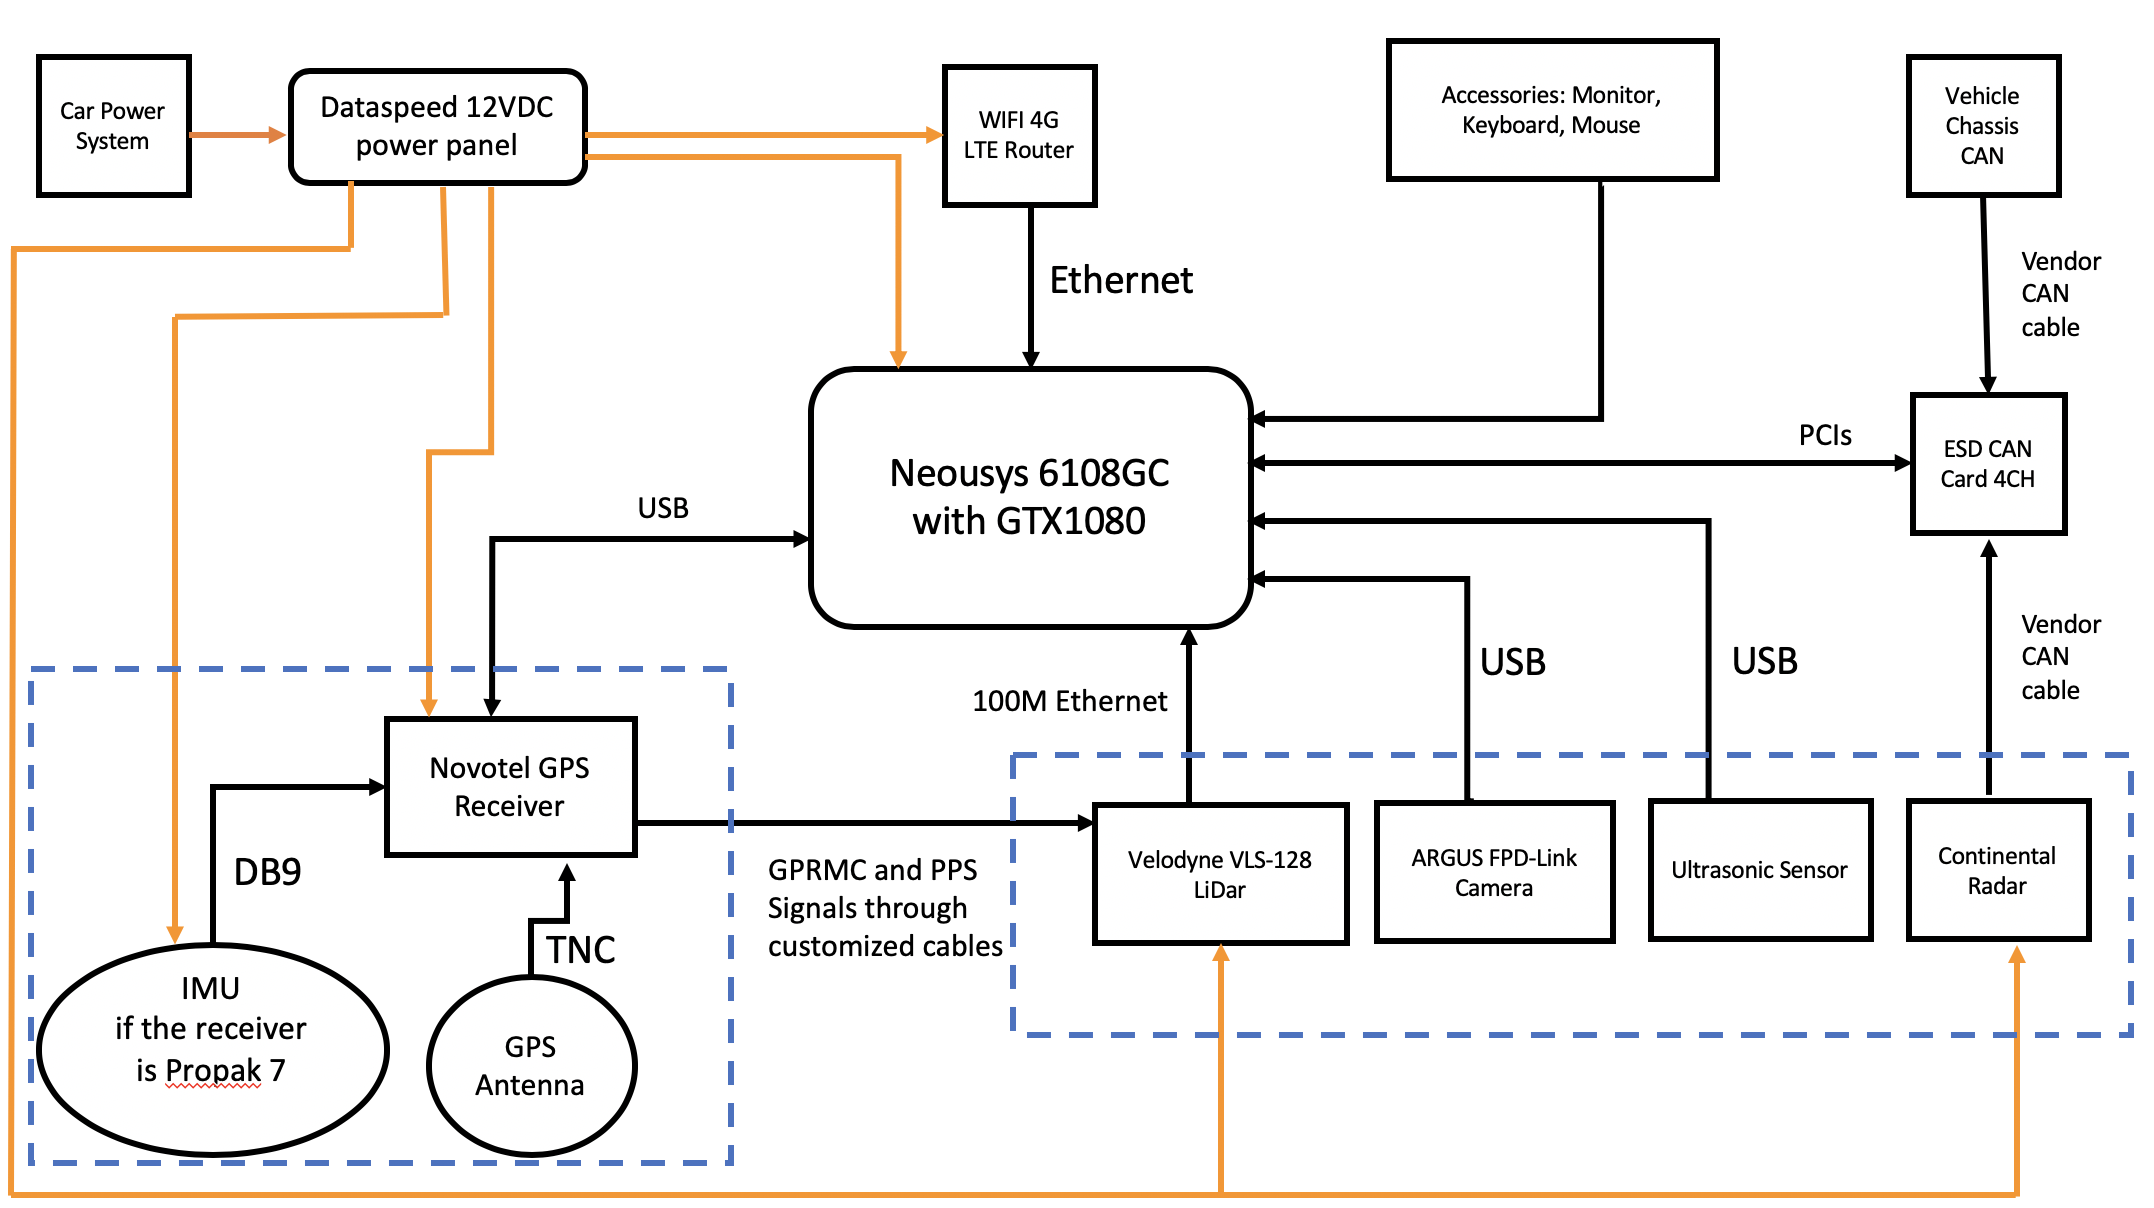 Car Power
System
Dataspeed 12VDC
power panel
WIFI 4G
LTE Router
Accessories: Monitor,
Keyboard, Mouse
Vehicle
Chassis
CAN
Ethernet
Vendor
CAN
cable
PCIs
ESD CAN
Card 4CH
Neousys 6108GC
with GTX1080
USB
USB
USB
Vendor
CAN
cable
100M Ethernet
Novotel GPS
Receiver
DB9
TNC
GPRMC and PPS
Signals through
customized cables
Velodyne VLS-128
LiDar
ARGUS FPD-Link
Camera
Ultrasonic Sensor
Continental
Radar
IMU
if the receiver
is Propak 7
GPS
Antenna